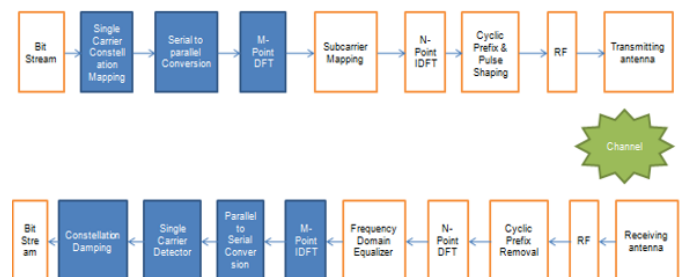 Bit
Stream
Single
Carrier
Constell
ation
Mapping
Serial to
parallel
Conversion
M-
Point
DFT
Subcarrier
Mapping
N-
Point
IDFT
Cyclic
Prefix &
Pulse
Shaping
RF
Transmitting
antenna
Channel
Bit
Stre
am
Constellation
Damping
Single
Carrier
Detector
Parallel
to
Serial
Conver
sion
M-
Point
IDFT
Frequency
Domain
Equalizer
N-
Point
DFT
Cyclic
Prefix
Removal
RF
Receiving
antenna